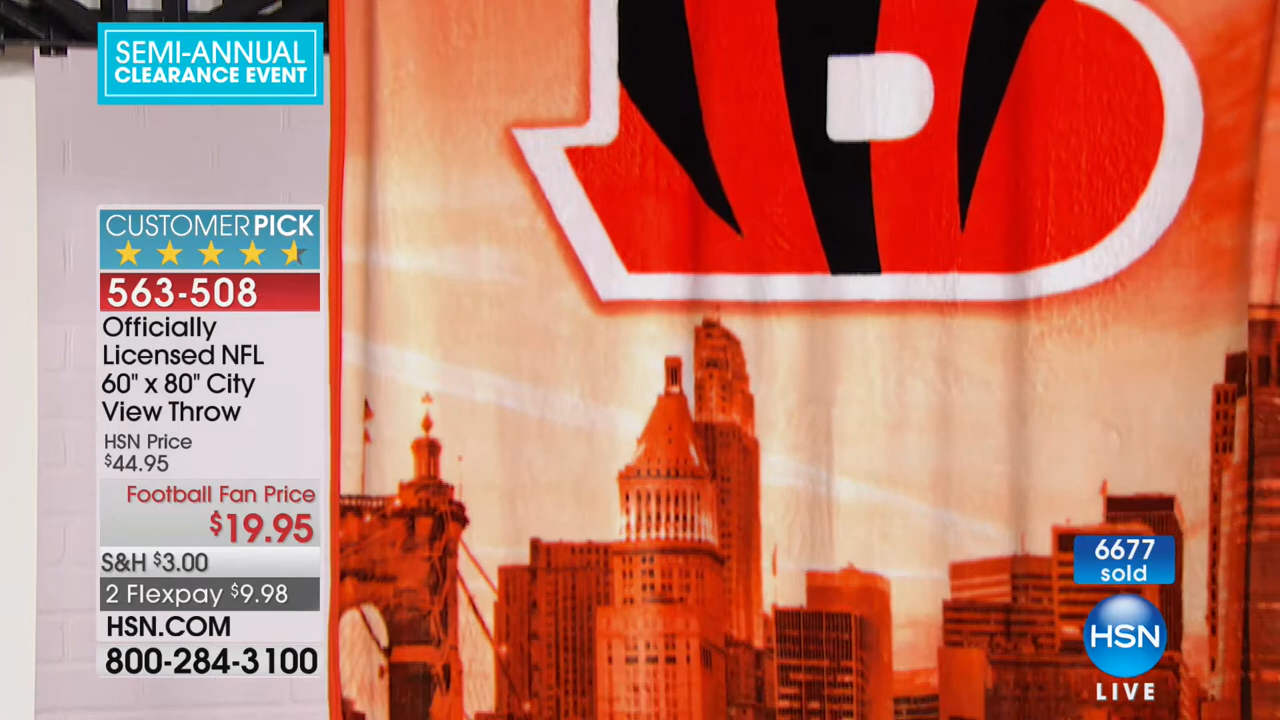 SEMI-ANNUAL
CLEARANCE EVENT
CUSTOMER PICK
563-508
Officially
Licensed NFL
60" x 80" City
View Throw
HSN Price
$44.95
Football Fan Price
$19.95
S&H $3.00
2 Flexpay $9.98
HSN.COM
800-284-3100
6677
sold
HSN
LIVE